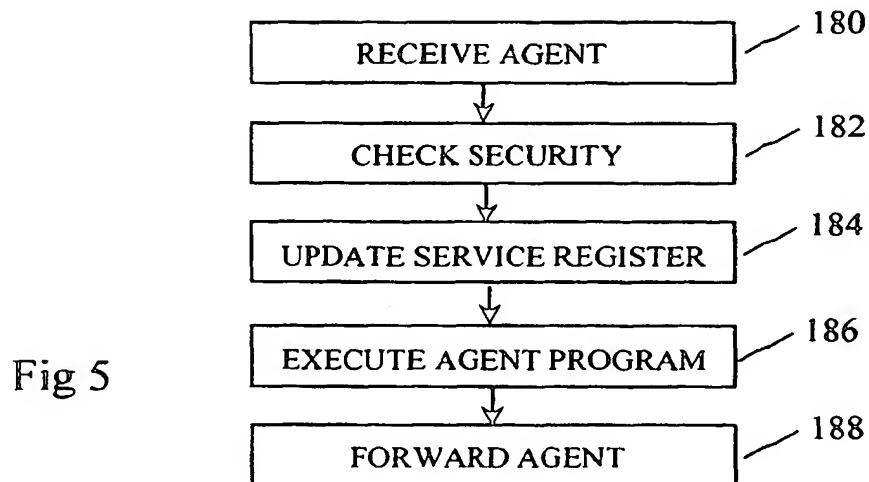 180
RECEIVE AGENT
182
CHECK SECURITY
184
UPDATE SERVICE REGISTER
186
EXECUTE AGENT PROGRAM
Fig 5
188
FORWARD AGENT